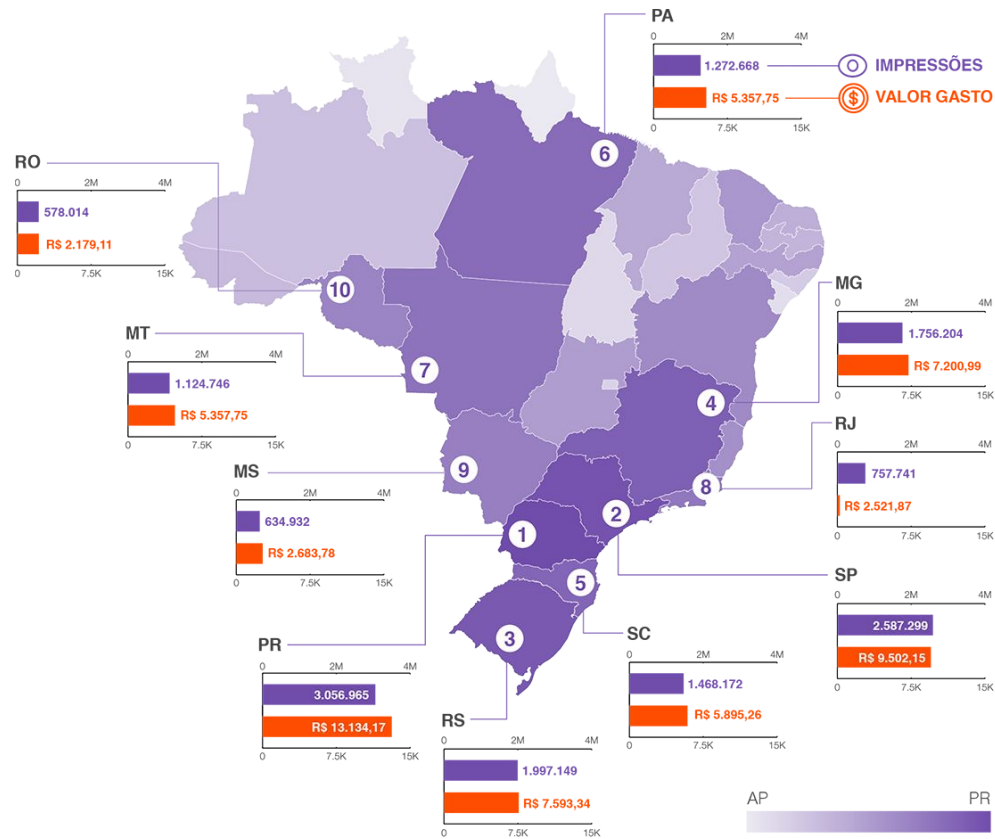 PA
0 2M 4M
1.272.668
IMPRESSÕES
R$ 5.357,75
$ VALOR GASTO
0 7.5K 15K
RO
0 2M 4M
578.014
R$ 2.179,11
0 7.5K 15K
MT
0 2M 4M
1.124.746
R$ 5.357,75
0 7.5K 15K
MS
0 2M 4M
634.932
R$ 2.683,78
0 7.5K 15K
PR
0 2M 4M
3.056.965
R$ 13.134,17
0 7.5K 15K
RS
0 2M 4M
1.997.149
R$ 7.593,34
0 7.5K 15K
SC
0 2M 4M
1.468.172
R$ 5.895,26
0 7.5K 15K
MG
0 2M 4M
1.756.204
R$ 7.200,99
0 7.5K 15K
RJ
0 2M 4M
757.741
R$ 2.521,87
0 7.5K 15K
SP
0 2M 4M
2.587.299
R$ 9.502,15
0 7.5K 15K
6
10
7
4
9
8
2
1
5
3
AP PR